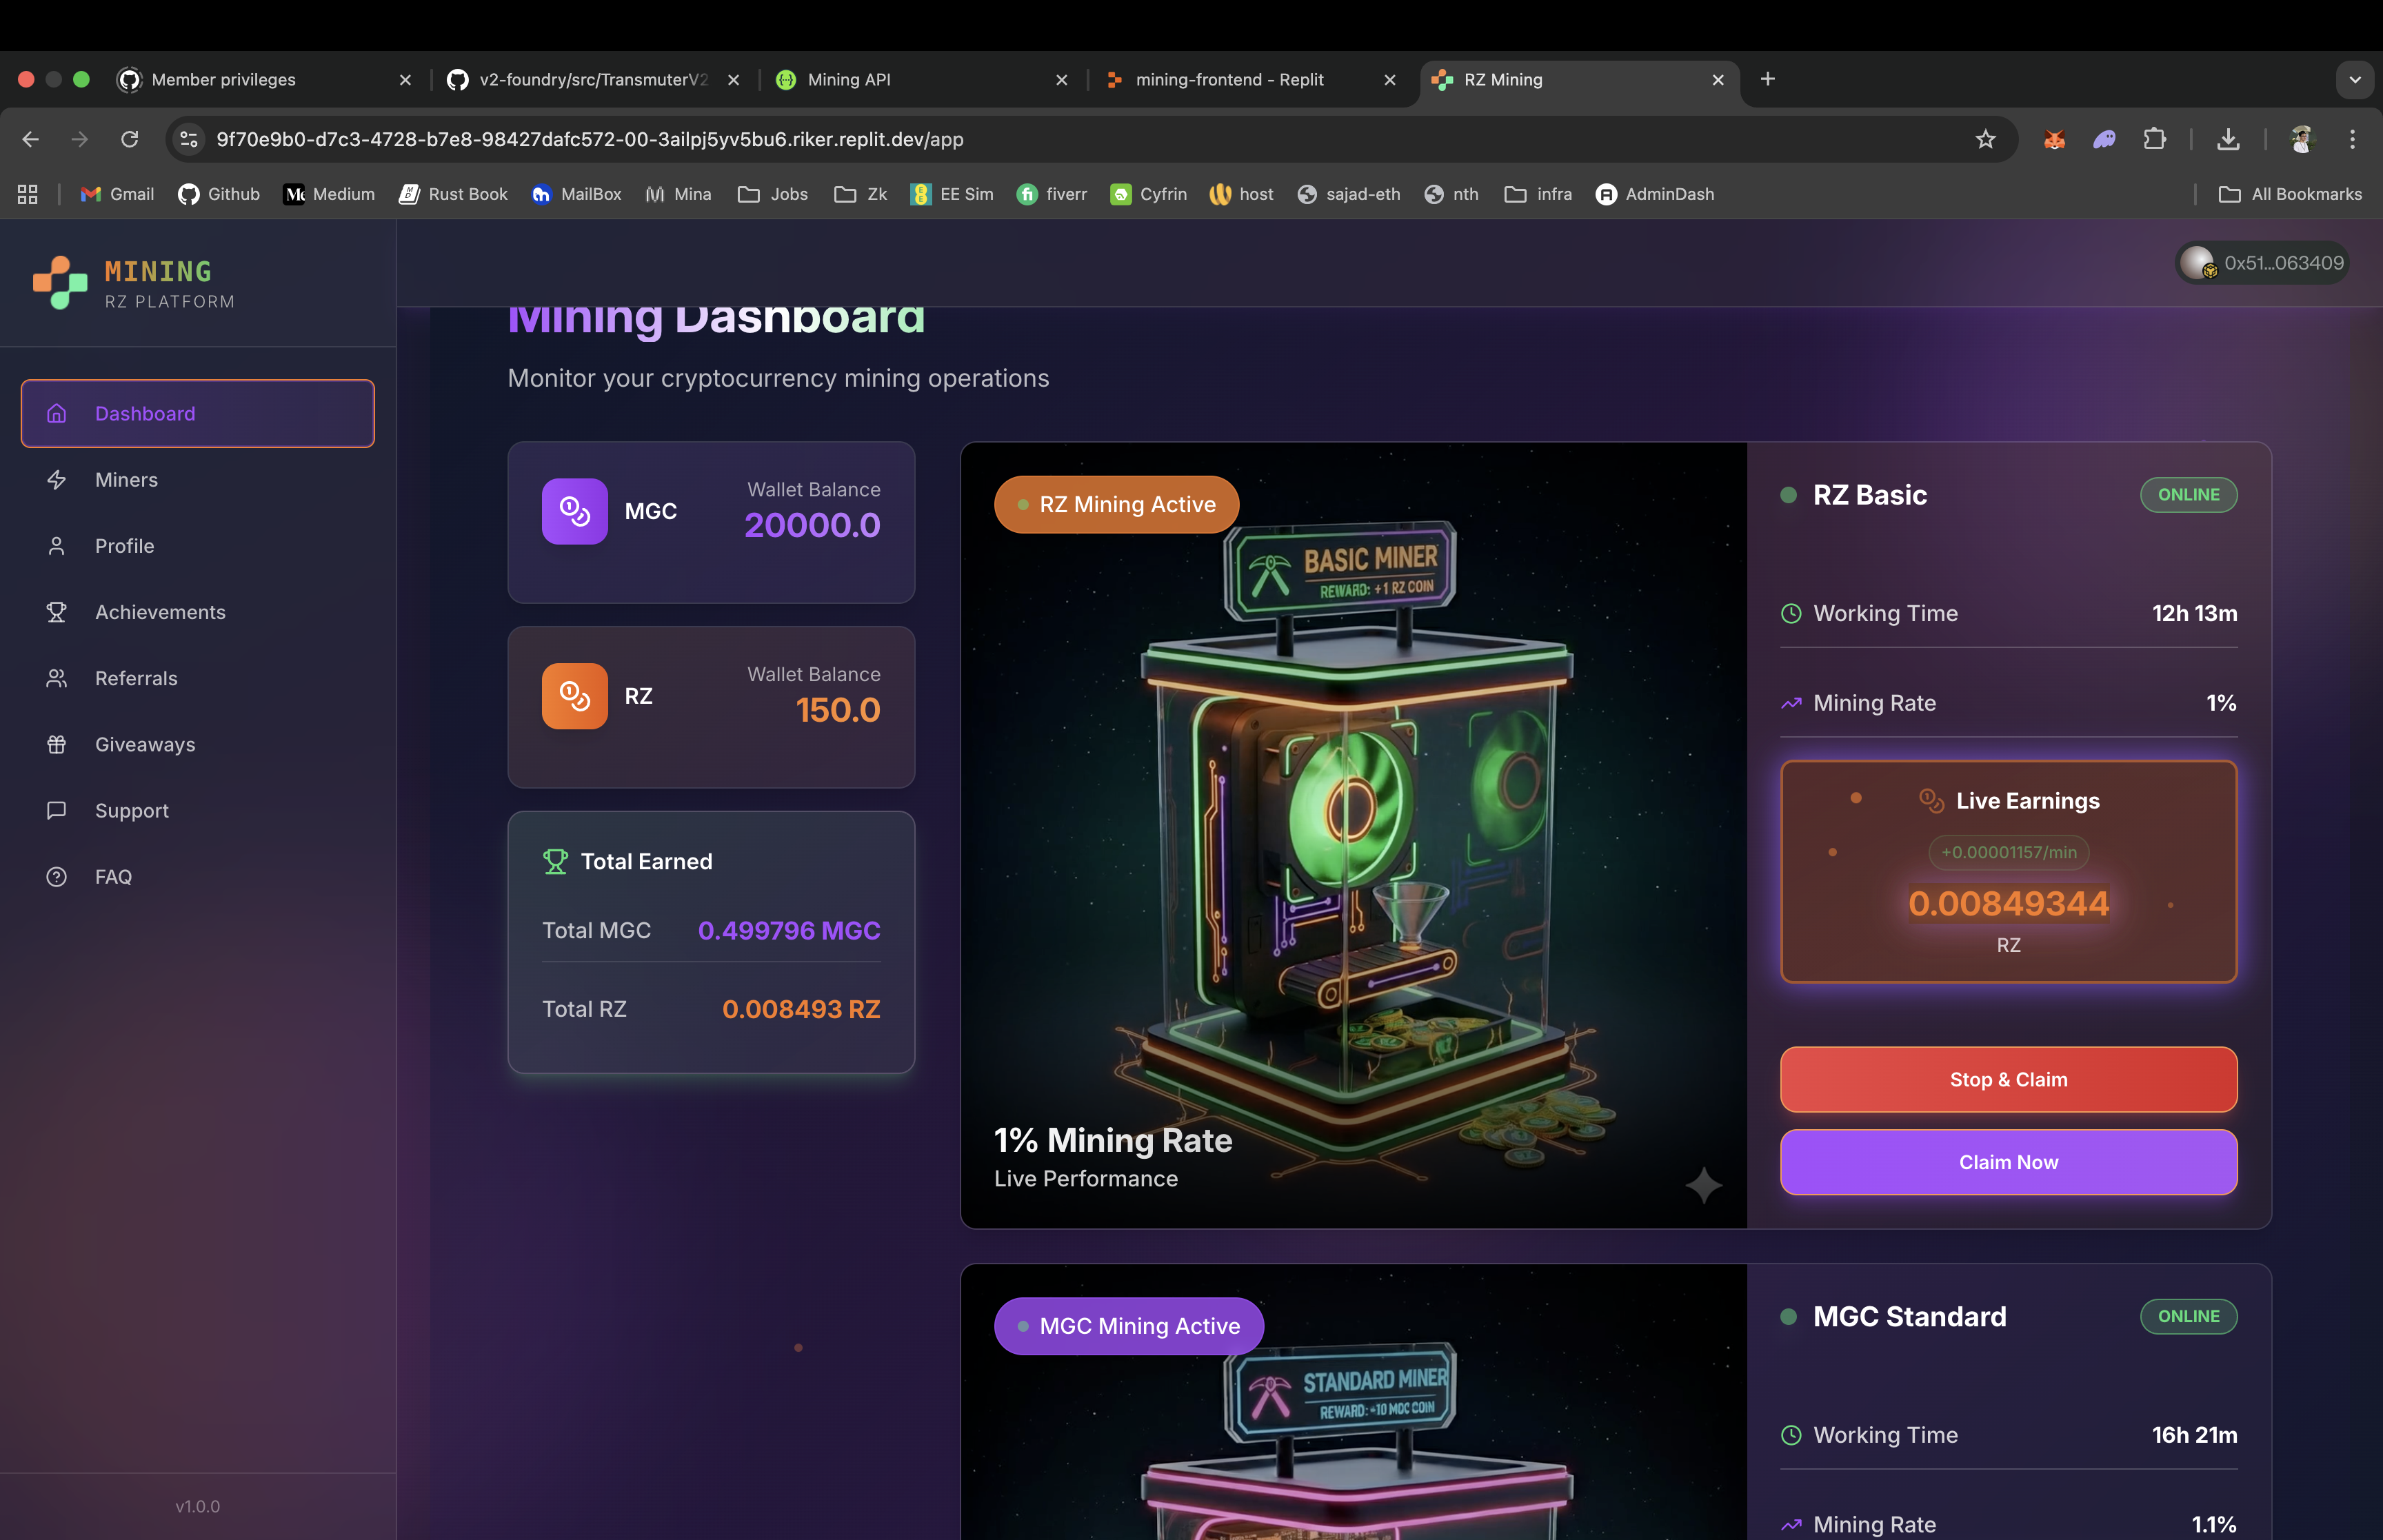 Member privileges
v2-foundry/src/TransmuterV2
Mining API
mining-frontend - Replit
RZ Mining
9f70e9b0-d7c3-4728-b7e8-98427dafc572-00-3ailpj5yv5bu6.riker.replit.dev/app
Gmail
Github
Medium
Rust Book
MailBox
Mina
Jobs
Zk
EE Sim
fiverr
Cyfrin
host
sajad-eth
nth
infra
AdminDash
All Bookmarks
MINING
RZ PLATFORM
0x51...063409
Dashboard
Miners
Profile
Achievements
Referrals
Giveaways
Support
FAQ
v1.0.0
Mining Dashboard
Monitor your cryptocurrency mining operations
MGC
Wallet Balance
20000.0
RZ
Wallet Balance
150.0
Total Earned
Total MGC 0.499796 MGC
Total RZ 0.008493 RZ
RZ Mining Active
BASIC MINER
REWARD: +1 RZ COIN
1% Mining Rate
Live Performance
RZ Basic
ONLINE
Working Time 12h 13m
Mining Rate 1%
Live Earnings
+0.00001157/min
0.00849344
RZ
Stop & Claim
Claim Now
MGC Mining Active
STANDARD MINER
REWARD: +10 MGC COIN
MGC Standard
ONLINE
Working Time 16h 21m
Mining Rate 1.1%